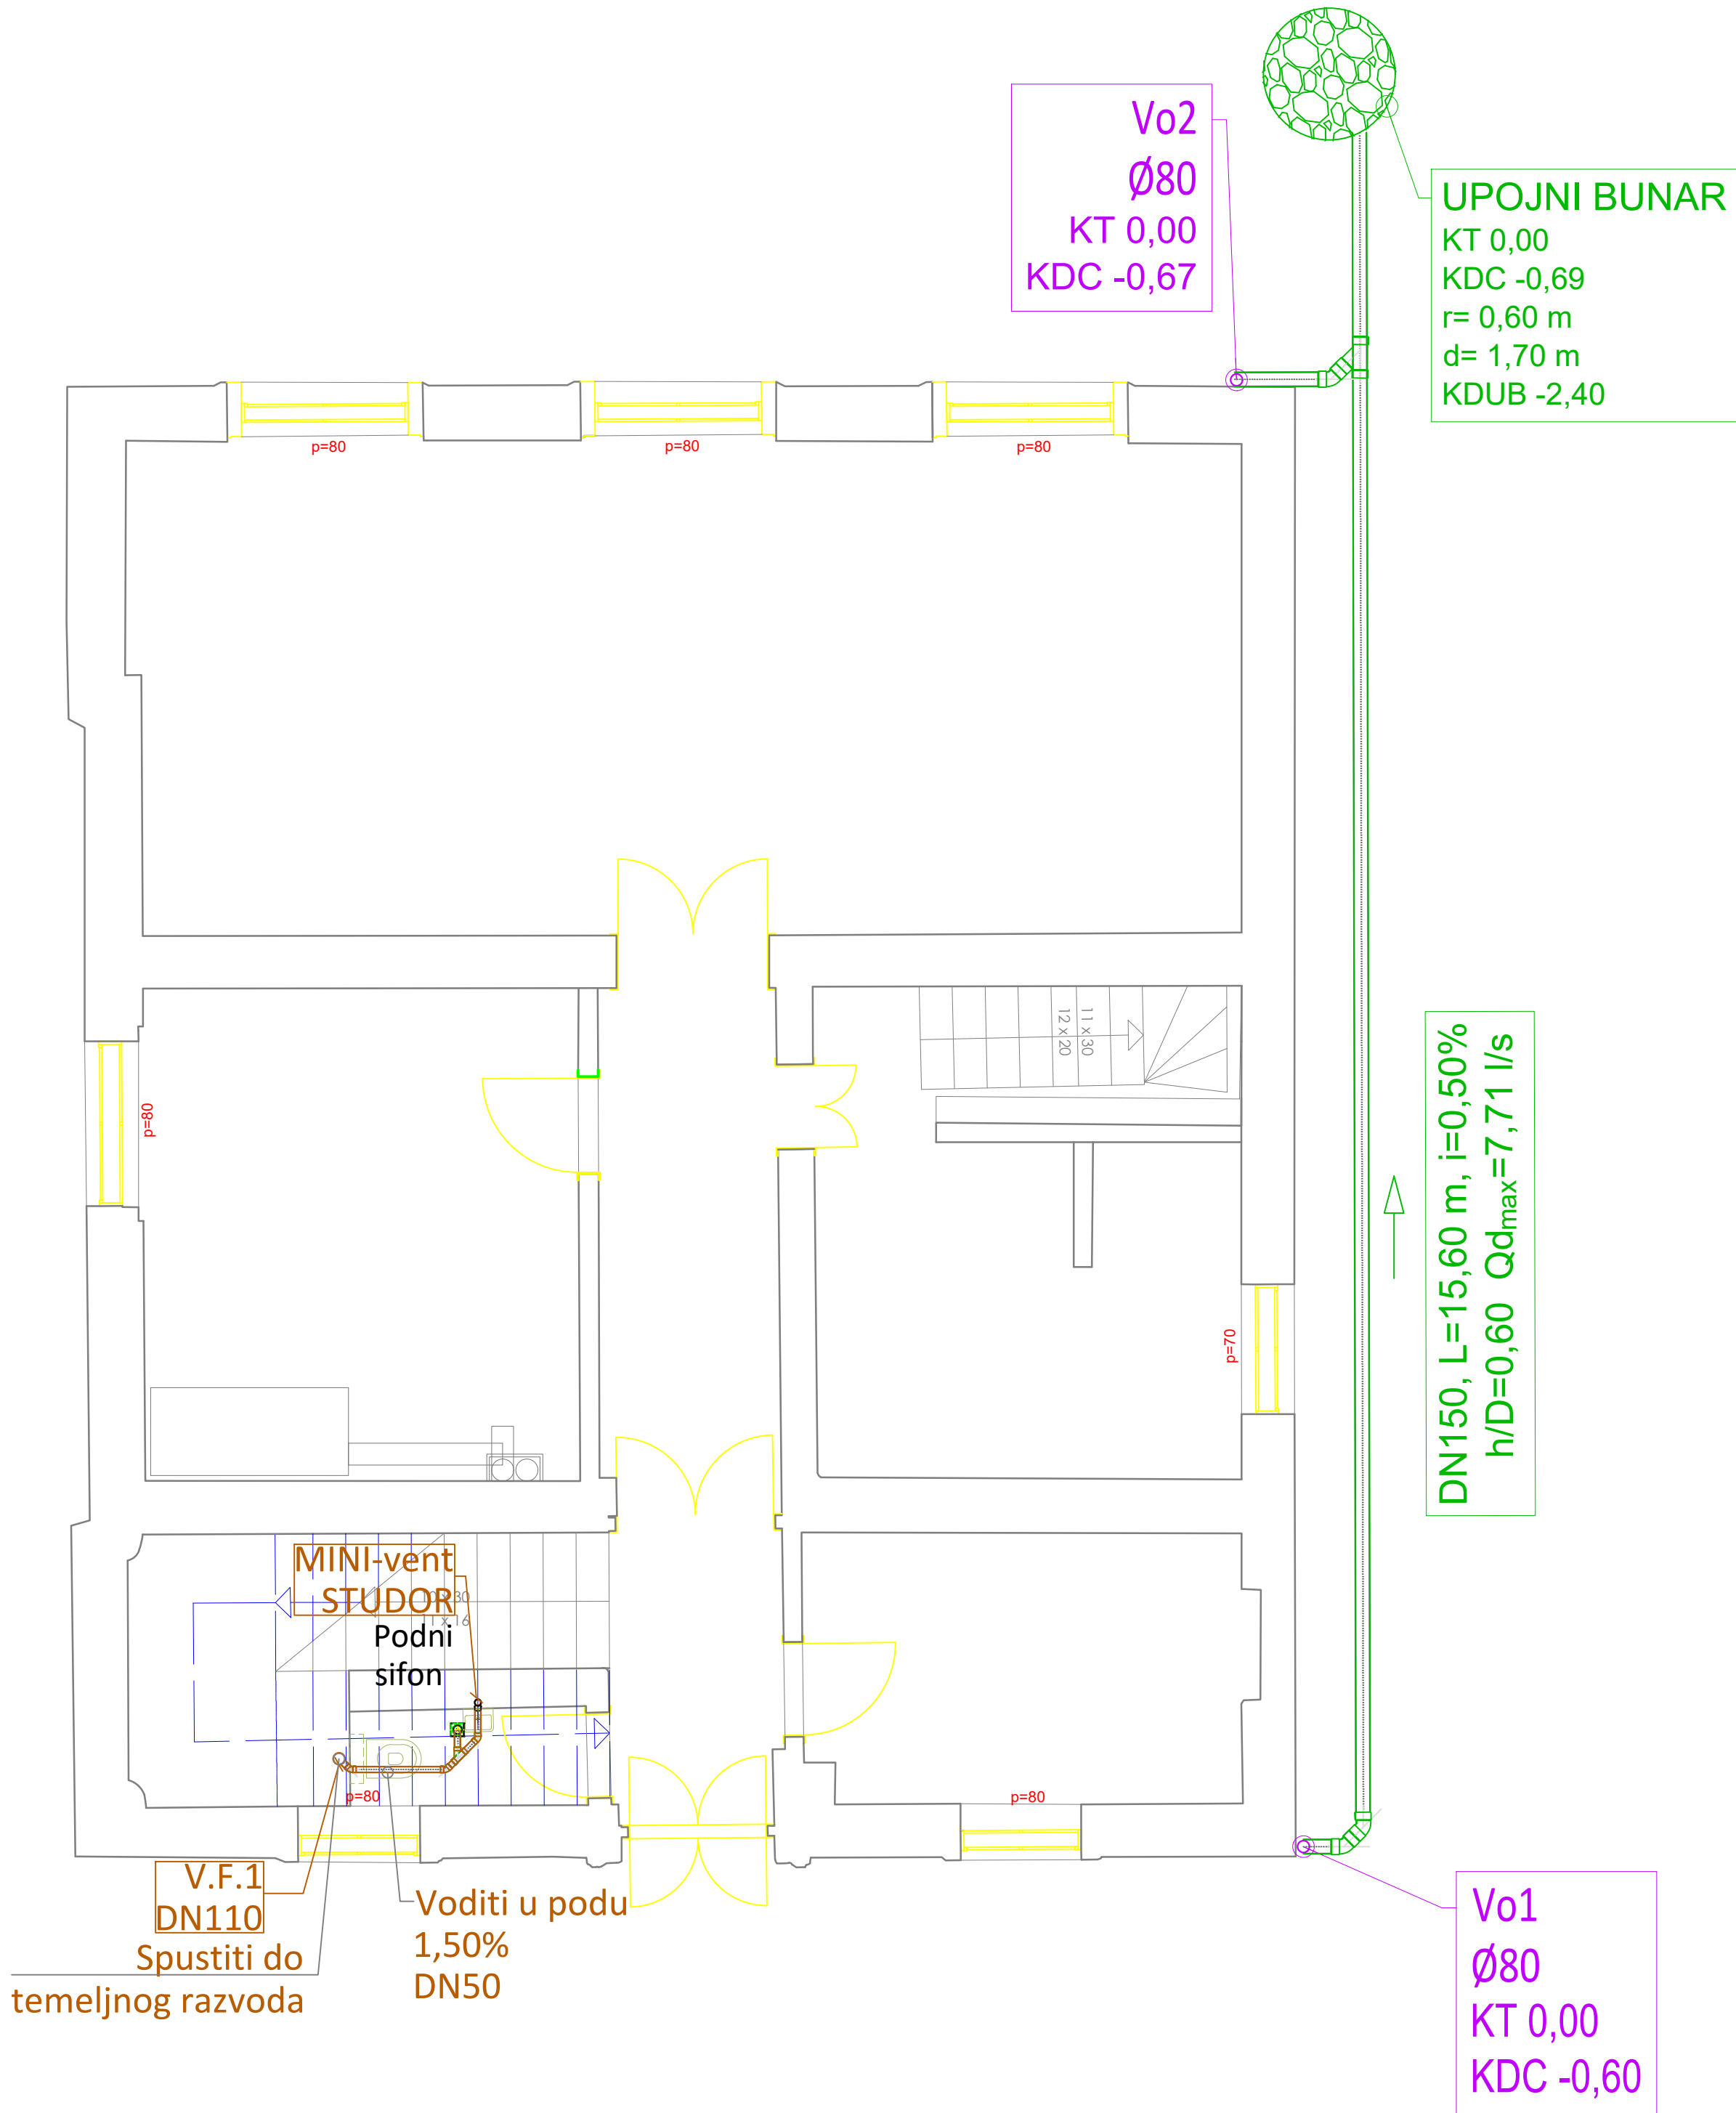 Vo2
Ø80
KT 0,00
KDC -0,67
UPOJNI BUNAR
KT 0,00
KDC -0,69
r= 0,60 m
d= 1,70 m
KDUB -2,40
p=80
p=80
p=80
11 x 30
12 x 20
p=80
DN150, L=15,60 m, i=0,50%
h/D=0,60 Qdmax=7,71 l/s
p=70
MINI-vent
STUDOR
Podni
sifon
p=80
p=80
V.F.1
DN110
Spustiti do
temeljnog razvoda
Voditi u podu
1,50%
DN50
Vo1
Ø80
KT 0,00
KDC -0,60